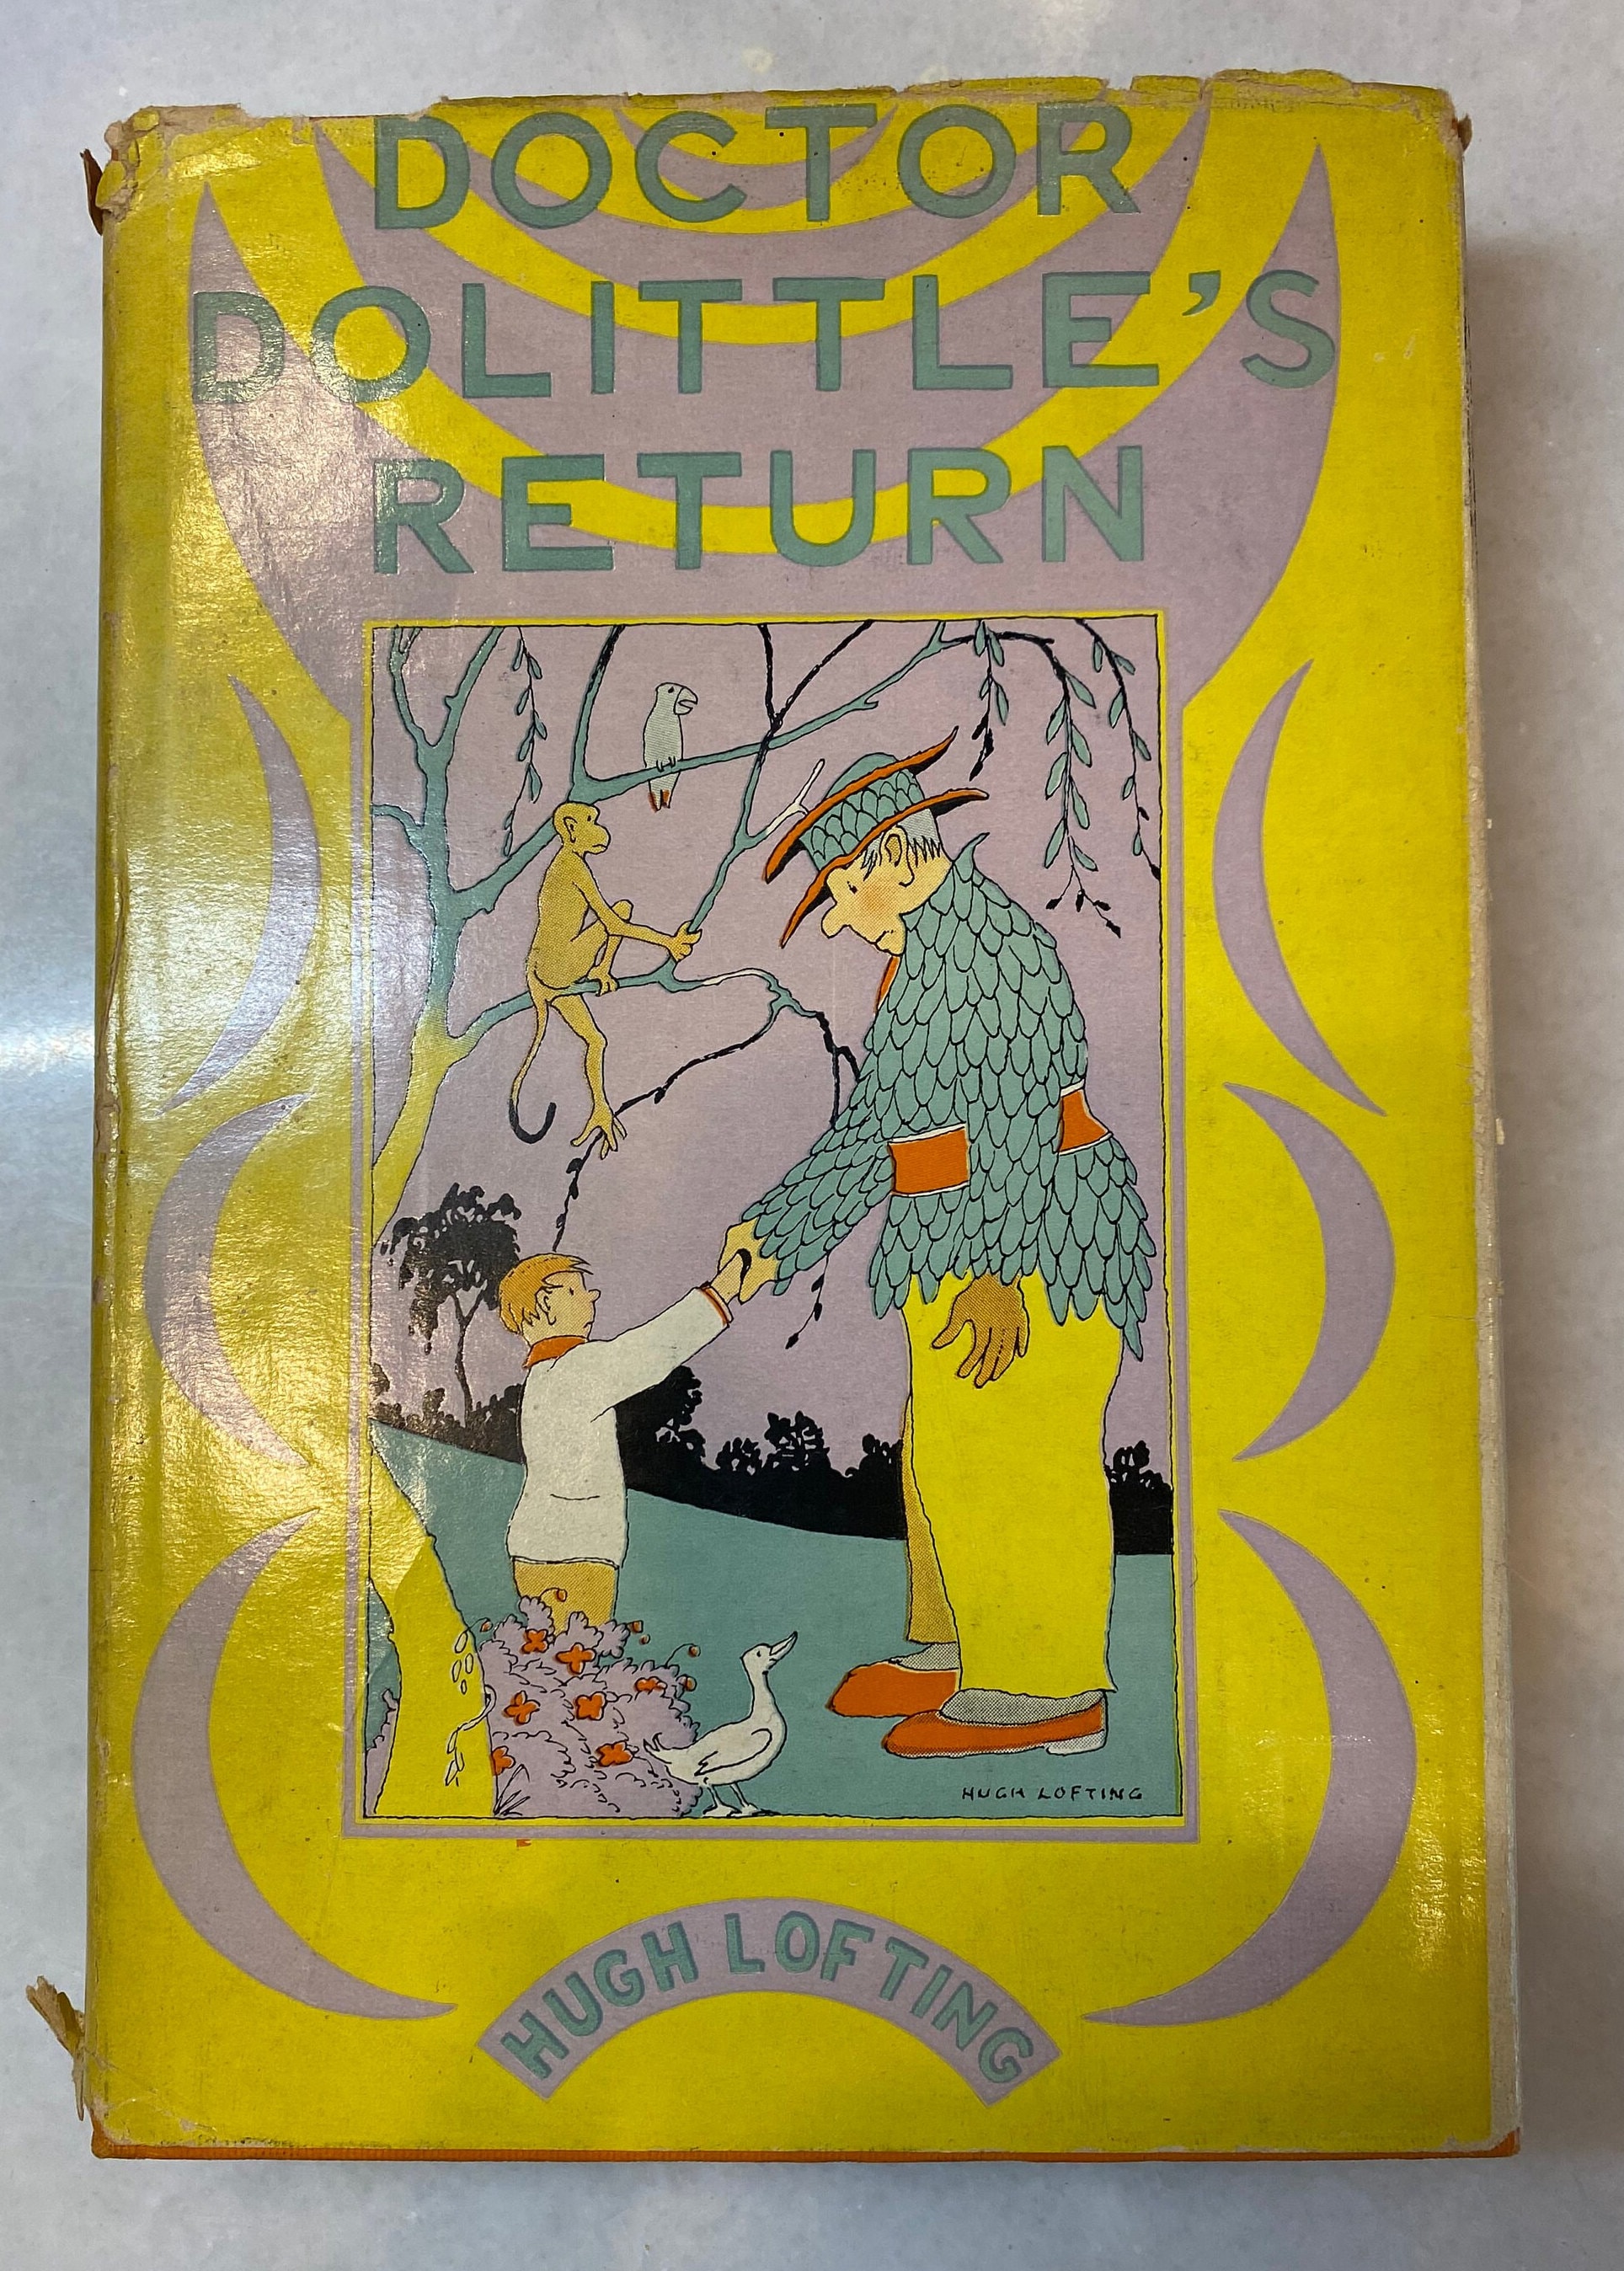 DOCTOR
DOLITTLE'S
RETURN
HUGH LOFTING
HUGH LOFTING